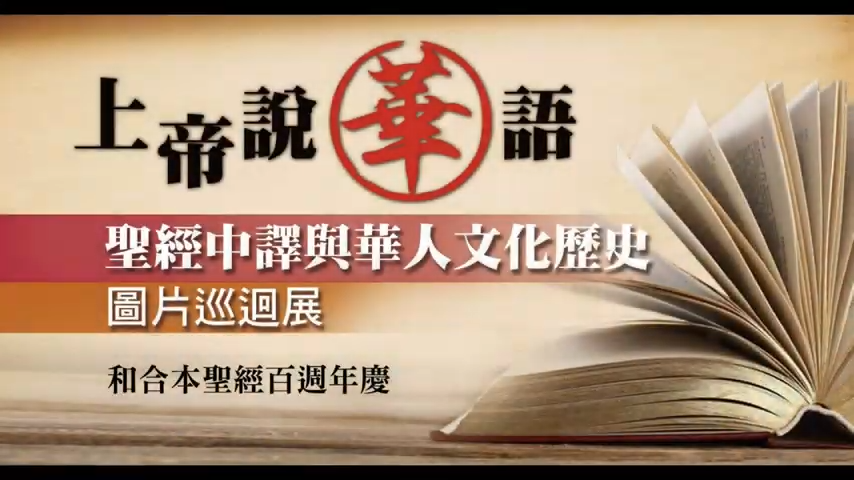 上帝說華語
聖經中譯與華人文化歷史
圖片巡迴展
和合本聖經百週年慶